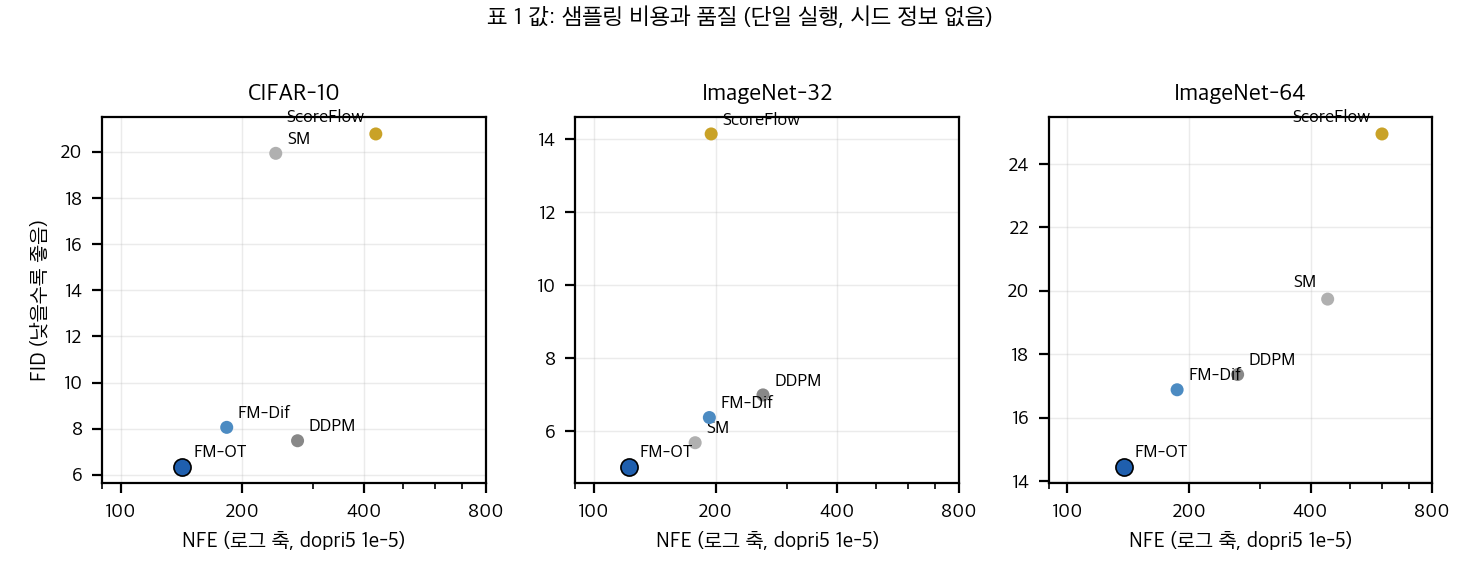 표 1 값: 샘플링 비용과 품질 (단일 실행, 시드 정보 없음)
CIFAR-10
FID (낮을수록 좋음)
20
18
16
14
12
10
8
6
ScoreFlow
SM
FM-Dif
DDPM
FM-OT
100
200
400
800
NFE (로그 축, dopri5 1e-5)
ImageNet-32
14
12
10
8
6
ScoreFlow
DDPM
FM-Dif
SM
FM-OT
100
200
400
800
NFE (로그 축, dopri5 1e-5)
ImageNet-64
24
22
20
18
16
14
ScoreFlow
SM
DDPM
FM-Dif
FM-OT
100
200
400
800
NFE (로그 축, dopri5 1e-5)